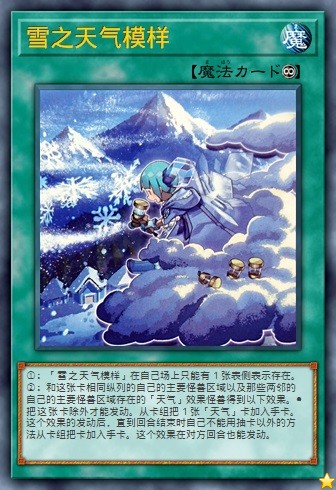 雪之天气模样
魔
【魔法カード】
①：「雪之天气模样」在自己场上只能有1张表侧表示存在。
②：和这张卡相同纵列的自己的主要怪兽区域以及那些两邻的
自己的主要怪兽区域存在的「天气」效果怪兽得到以下效果。●
把这张卡除外才能发动。从卡组把1张「天气」卡加入手卡。
这个效果的发动后，直到回合结束时自己不能用抽卡以外的方
法从卡组把卡加入手卡。这个效果在对方回合也能发动。